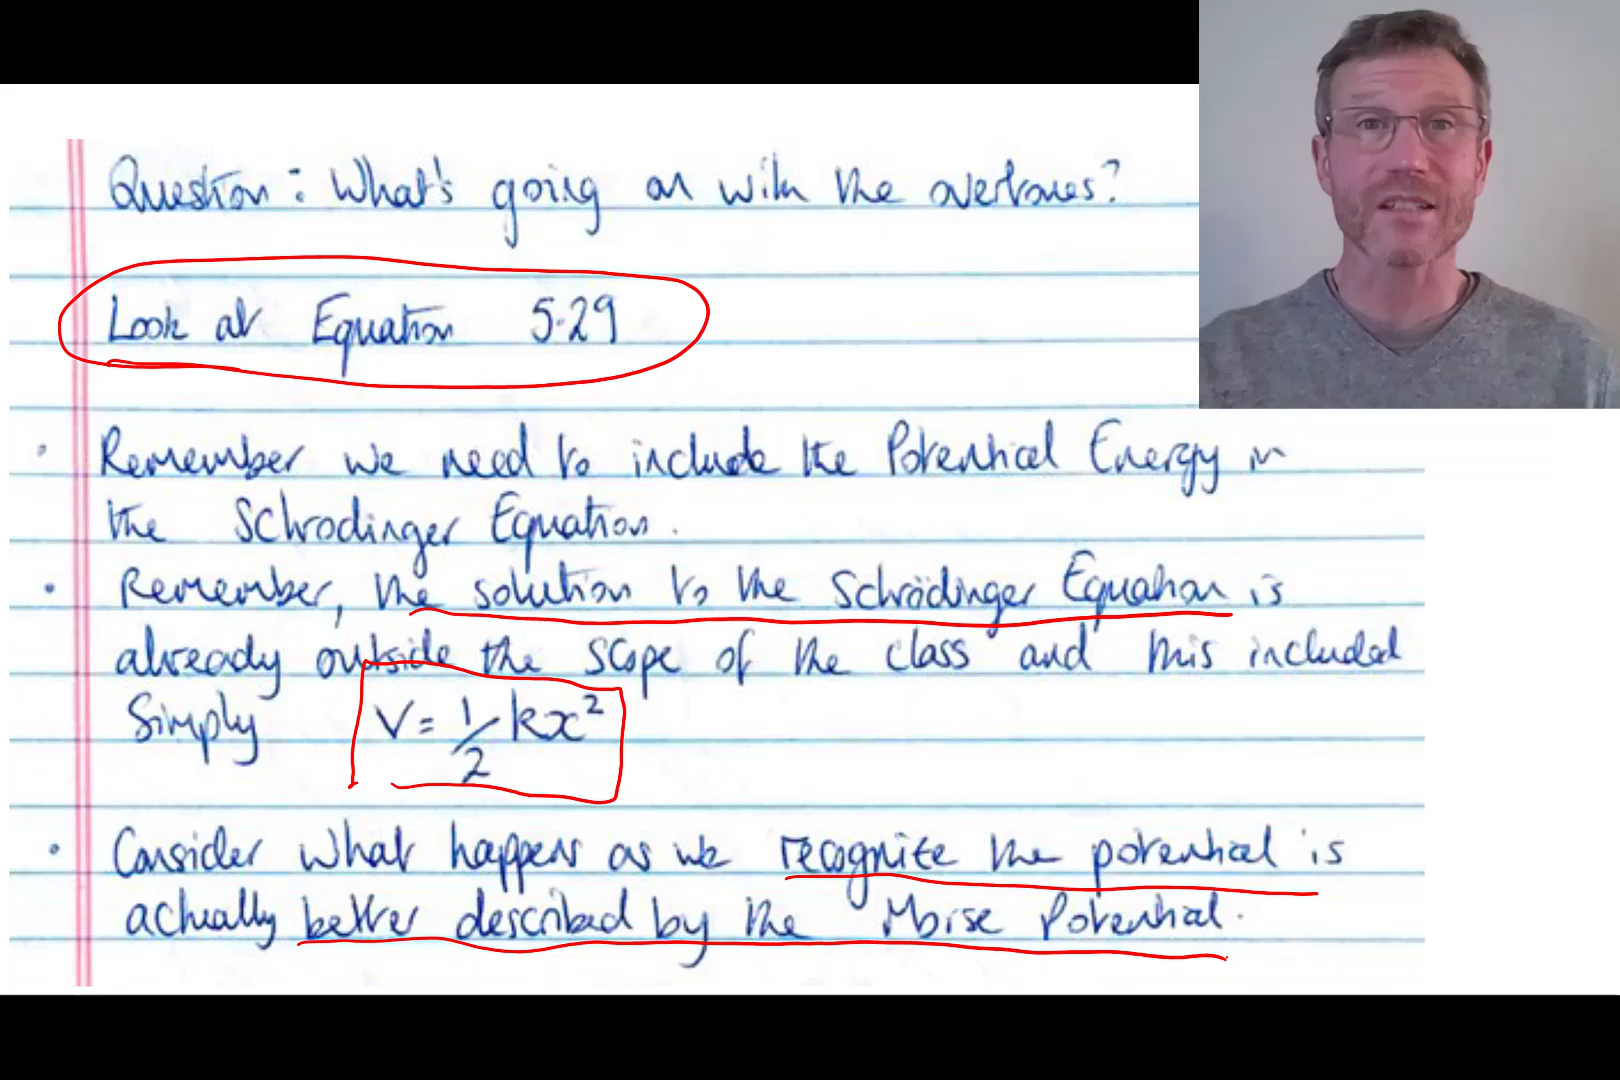 Question: What's going on with the overtones?
Look at Equation 5.29
• Remember we need to include the Potential Energy in
the Schrodinger Equation.
• Remember, the solution to the Schrödinger Equation is
already outside the scope of the class and this included
Simply V = 1/2 kx²
• Consider what happens as we recognize the potential is
actually better described by the Morse Potential.